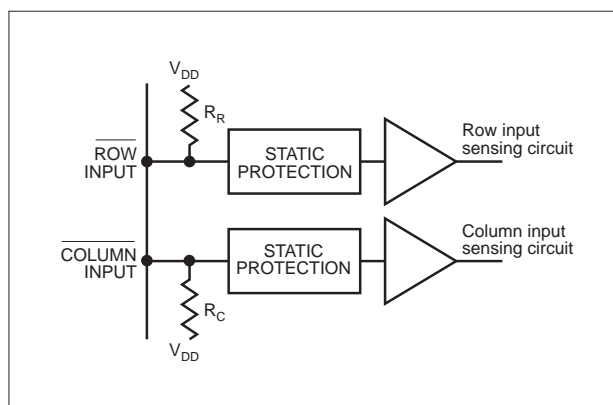 VDD
RR
ROW
INPUT
STATIC
PROTECTION
Row input
sensing circuit
COLUMN
INPUT
STATIC
PROTECTION
Column input
sensing circuit
RC
VDD